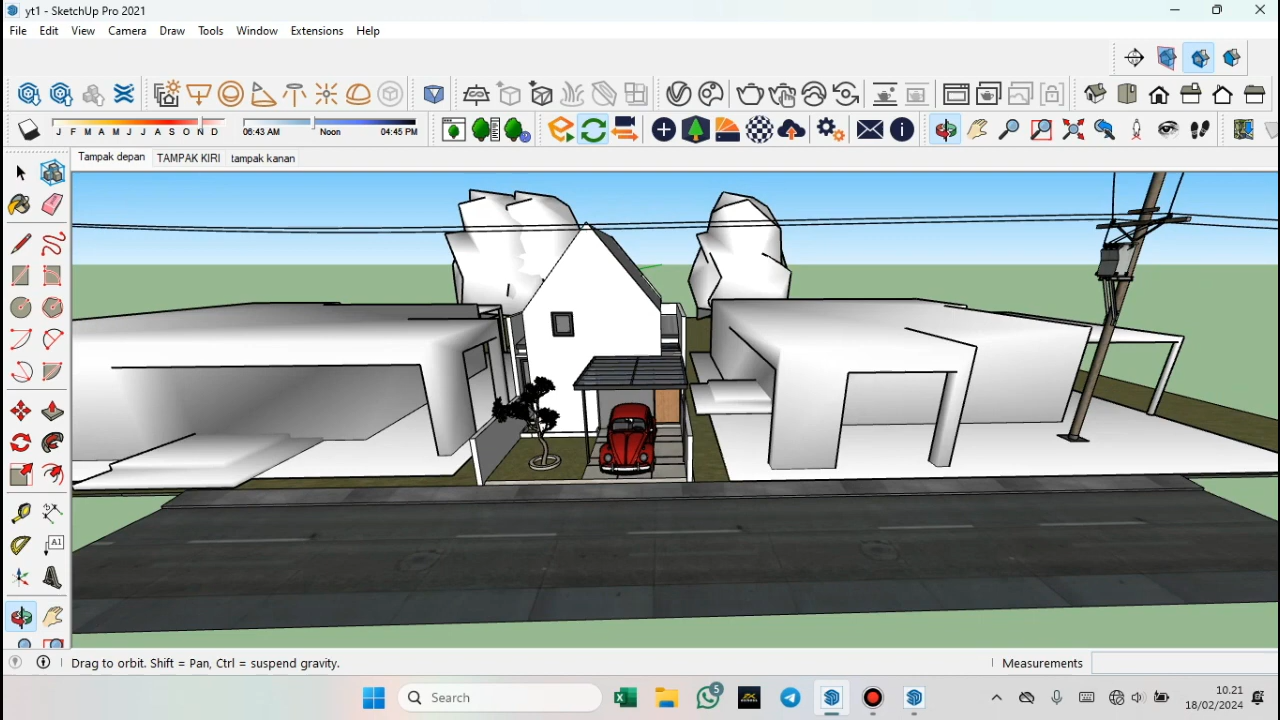 yt1 - SketchUp Pro 2021
File Edit View Camera Draw Tools Window Extensions Help
J F M A M J J A S O N D 06:43 AM Noon 04:45 PM
Tampak depan TAMPAK KIRI tampak kanan
A1
Drag to orbit. Shift = Pan, Ctrl = suspend gravity.
Measurements
Search
5
10.21
18/02/2024